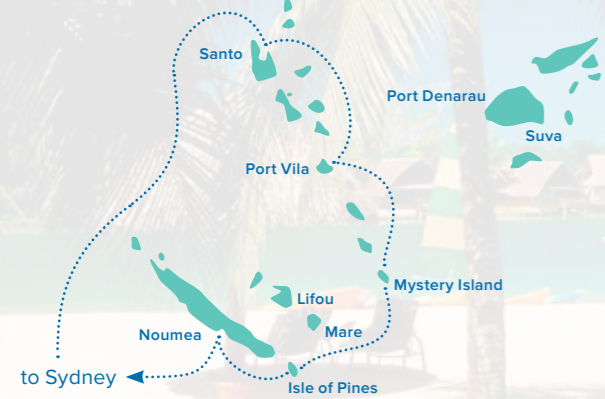 Santo
Port Denarau
Suva
Port Vila
Mystery Island
Lifou
Mare
Noumea
to Sydney
Isle of Pines